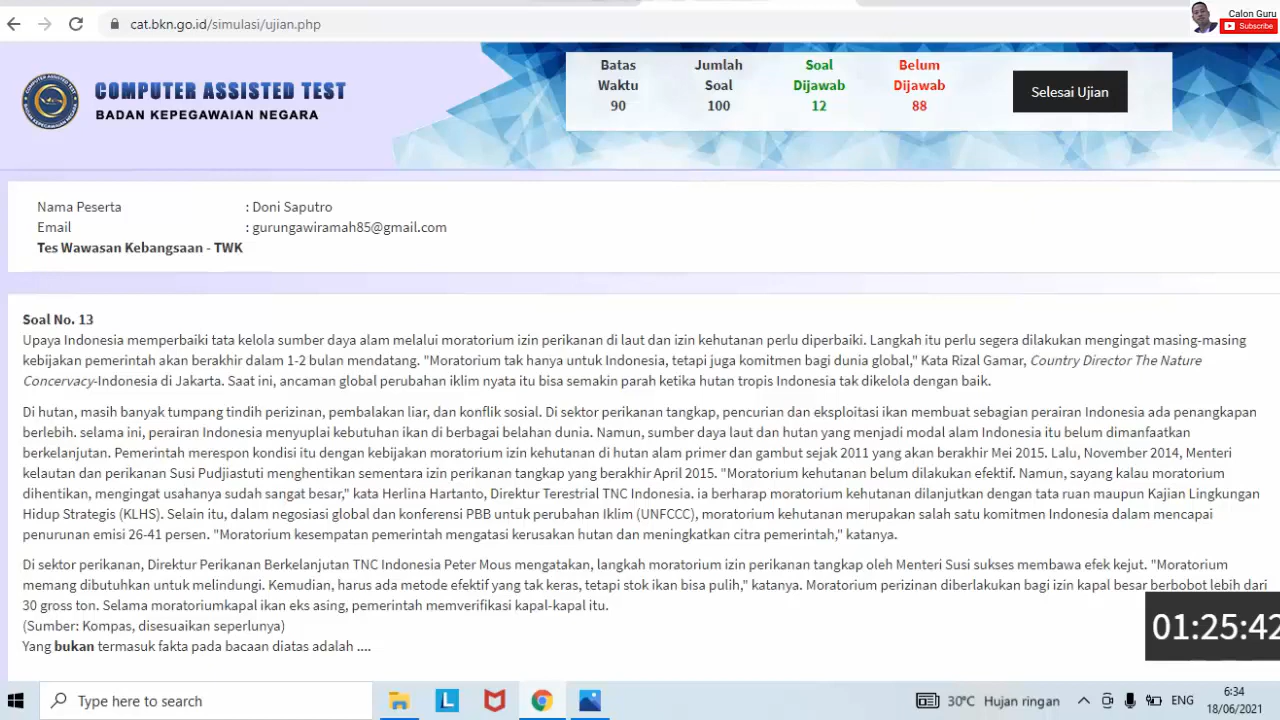 cat.bkn.go.id/simulasi/ujian.php
Calon Guru
Subscribe
COMPUTER ASSISTED TEST
BADAN KEPEGAWAIAN NEGARA
Batas Waktu 90
Jumlah Soal 100
Soal Dijawab 12
Belum Dijawab 88
Selesai Ujian
Nama Peserta : Doni Saputro
Email : gurungawiramah85@gmail.com
Tes Wawasan Kebangsaan - TWK
Soal No. 13
Upaya Indonesia memperbaiki tata kelola sumber daya alam melalui moratorium izin perikanan di laut dan izin kehutanan perlu diperbaiki. Langkah itu perlu segera dilakukan mengingat masing-masing
kebijakan pemerintah akan berakhir dalam 1-2 bulan mendatang. "Moratorium tak hanya untuk Indonesia, tetapi juga komitmen bagi dunia global," Kata Rizal Gamar, Country Director The Nature
Concervacy-Indonesia di Jakarta. Saat ini, ancaman global perubahan iklim nyata itu bisa semakin parah ketika hutan tropis Indonesia tak dikelola dengan baik.
Di hutan, masih banyak tumpang tindih perizinan, pembalakan liar, dan konflik sosial. Di sektor perikanan tangkap, pencurian dan eksploitasi ikan membuat sebagian perairan Indonesia ada penangkapan
berlebih. selama ini, perairan Indonesia menyuplai kebutuhan ikan di berbagai belahan dunia. Namun, sumber daya laut dan hutan yang menjadi modal alam Indonesia itu belum dimanfaatkan
berkelanjutan. Pemerintah merespon kondisi itu dengan kebijakan moratorium izin kehutanan di hutan alam primer dan gambut sejak 2011 yang akan berakhir Mei 2015. Lalu, November 2014, Menteri
kelautan dan perikanan Susi Pudjiastuti menghentikan sementara izin perikanan tangkap yang berakhir April 2015. "Moratorium kehutanan belum dilakukan efektif. Namun, sayang kalau moratorium
dihentikan, mengingat usahanya sudah sangat besar," kata Herlina Hartanto, Direktur Terestrial TNC Indonesia. ia berharap moratorium kehutanan dilanjutkan dengan tata ruan maupun Kajian Lingkungan
Hidup Strategis (KLHS). Selain itu, dalam negosiasi global dan konferensi PBB untuk perubahan Iklim (UNFCCC), moratorium kehutanan merupakan salah satu komitmen Indonesia dalam mencapai
penurunan emisi 26-41 persen. "Moratorium kesempatan pemerintah mengatasi kerusakan hutan dan meningkatkan citra pemerintah," katanya.
Di sektor perikanan, Direktur Perikanan Berkelanjutan TNC Indonesia Peter Mous mengatakan, langkah moratorium izin perikanan tangkap oleh Menteri Susi sukses membawa efek kejut. "Moratorium
memang dibutuhkan untuk melindungi. Kemudian, harus ada metode efektif yang tak keras, tetapi stok ikan bisa pulih," katanya. Moratorium perizinan diberlakukan bagi izin kapal besar berbobot lebih dari
30 gross ton. Selama moratoriumkapal ikan eks asing, pemerintah memverifikasi kapal-kapal itu.
(Sumber: Kompas, disesuaikan seperlunya)
Yang bukan termasuk fakta pada bacaan diatas adalah ....
01:25:42
Type here to search
30°C Hujan ringan
ENG
6:34
18/06/2021